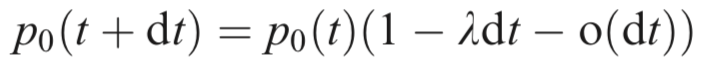 p₀(t + dt) = p₀(t)(1 − λdt − o(dt))